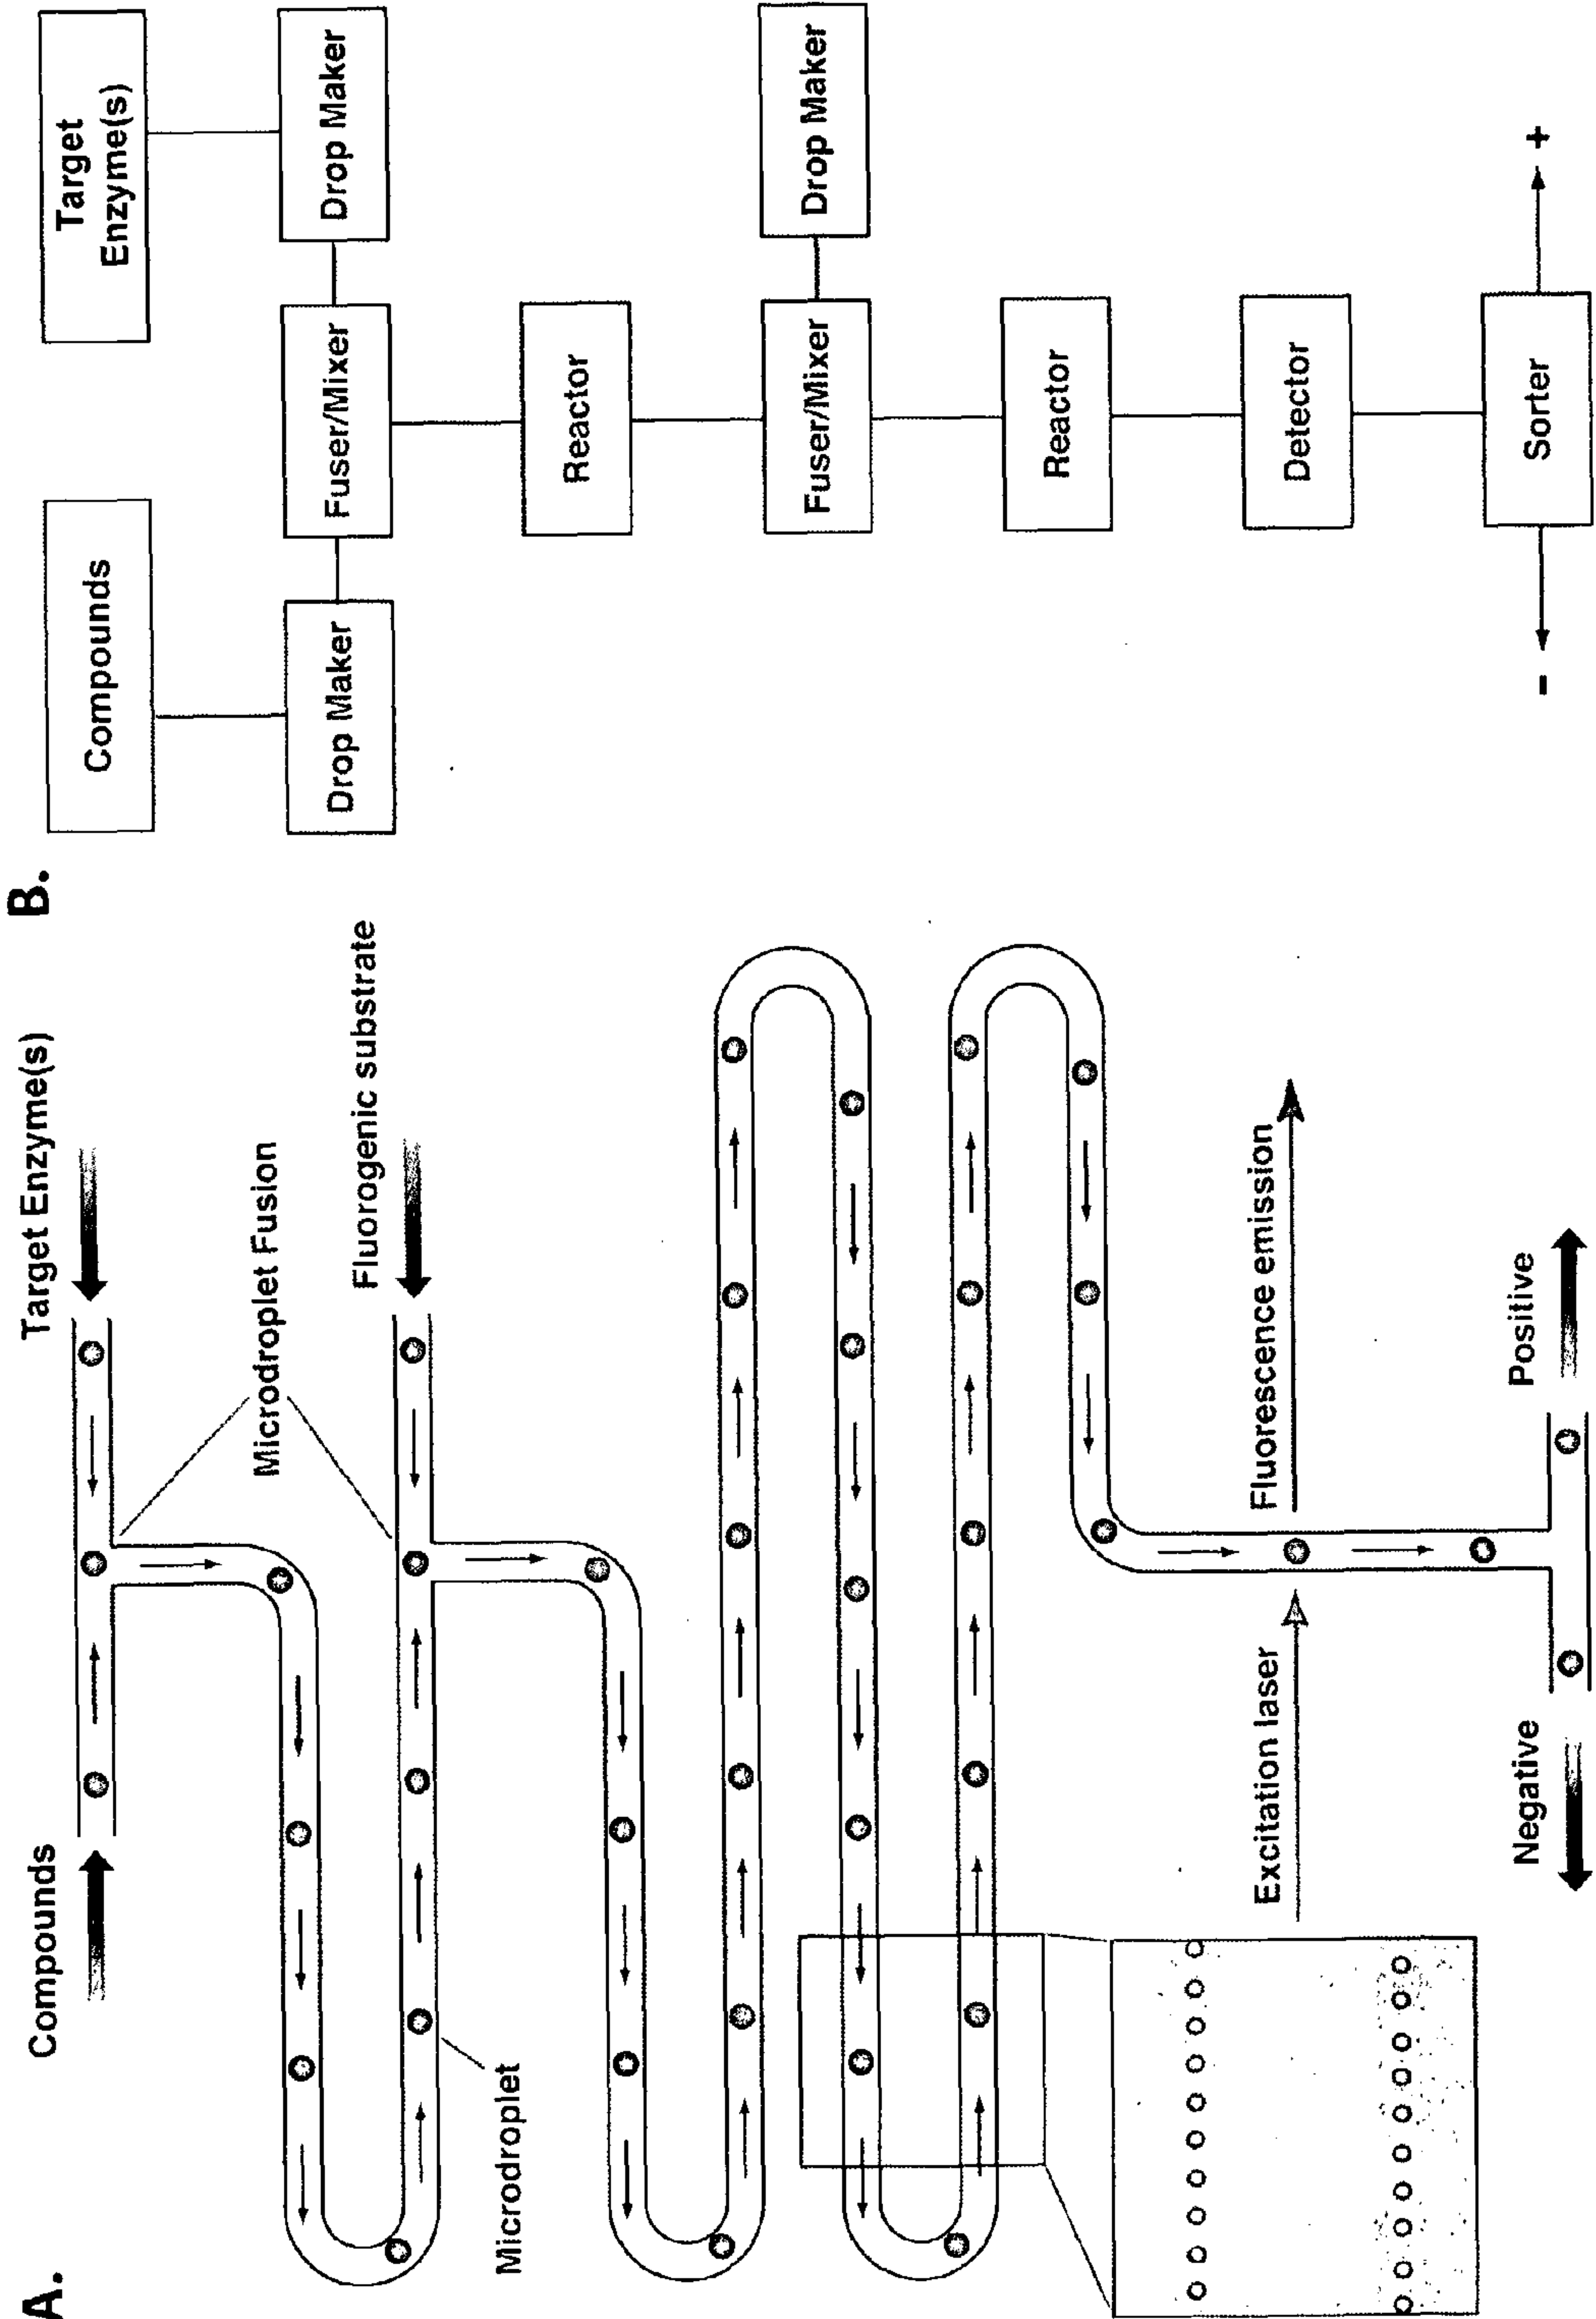 A.
Compounds
Target Enzyme(s)
Microdroplet Fusion
Fluorogenic substrate
Microdroplet
Excitation laser
Fluorescence emission
Negative
Positive
B.
Compounds
Target
Enzyme(s)
Drop Maker
Fuser/Mixer
Drop Maker
Reactor
Fuser/Mixer
Drop Maker
Reactor
Detector
Sorter
-
+